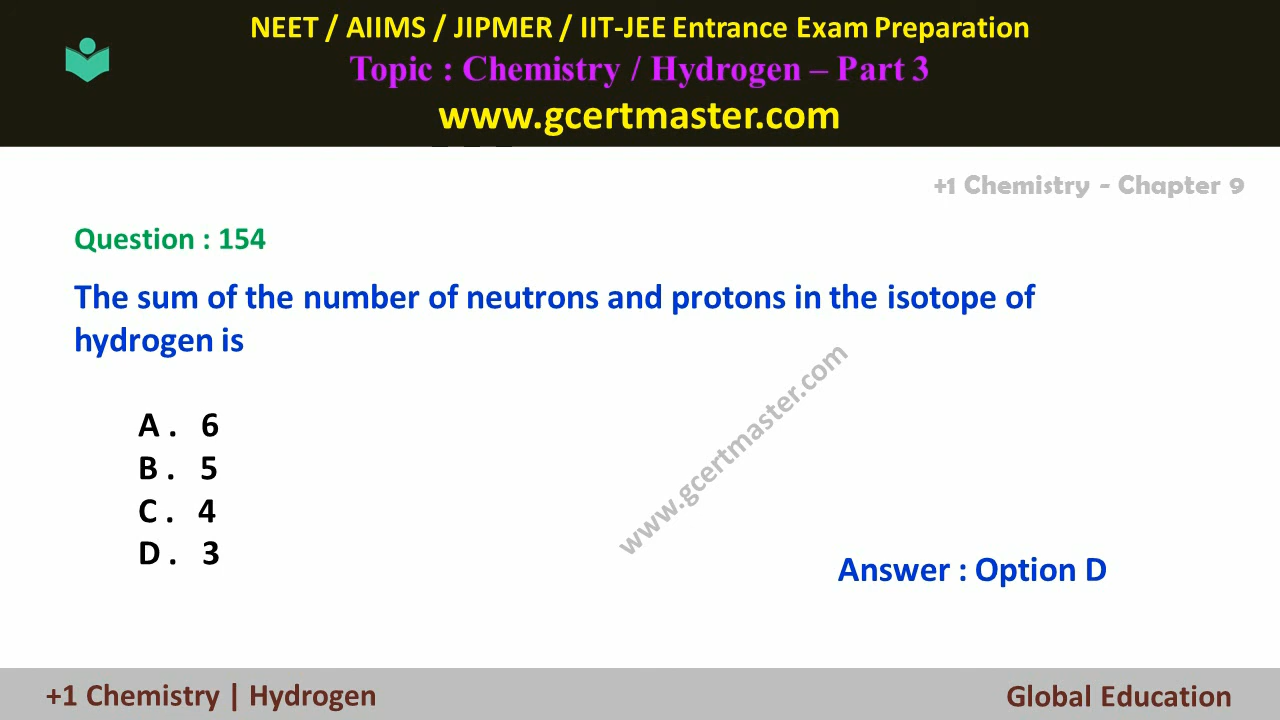 NEET / AIIMS / JIPMER / IIT-JEE Entrance Exam Preparation
Topic : Chemistry / Hydrogen – Part 3
www.gcertmaster.com
+1 Chemistry - Chapter 9
Question : 154
The sum of the number of neutrons and protons in the isotope of
hydrogen is
A . 6
B . 5
C . 4
D . 3
www.gcertmaster.com
Answer : Option D
+1 Chemistry | Hydrogen
Global Education